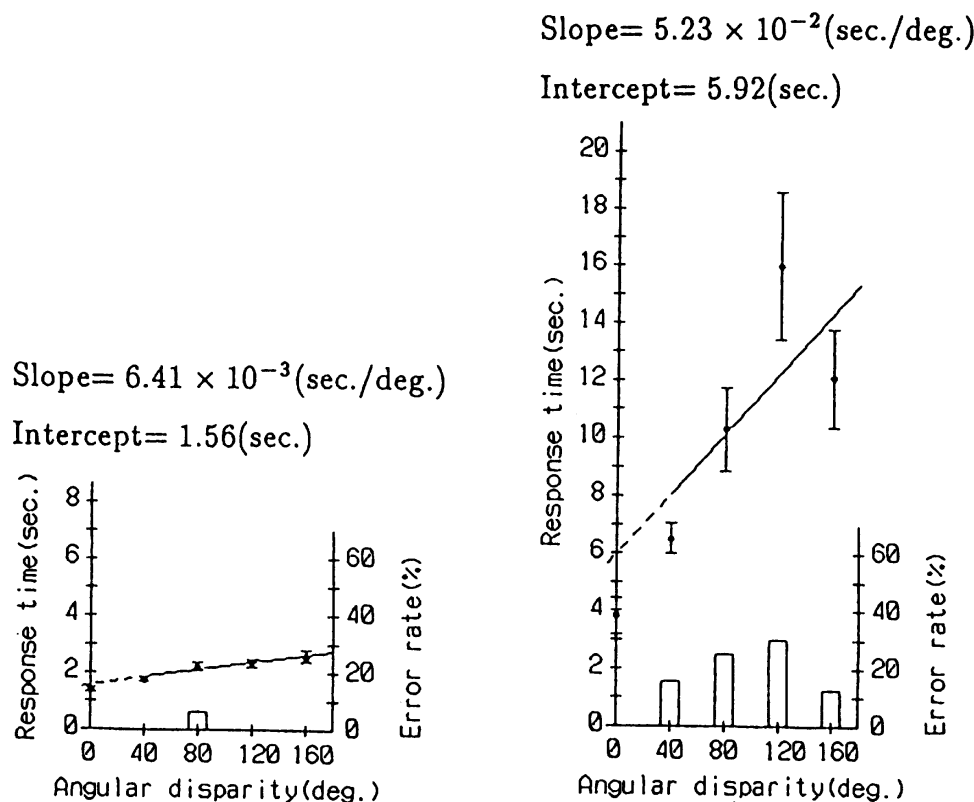 Slope= 5.23 × 10⁻²(sec./deg.)
Intercept= 5.92(sec.)
Slope= 6.41 × 10⁻³(sec./deg.)
Intercept= 1.56(sec.)
Response time(sec.)
8
6
4
2
0
0 40 80 120 160
Angular disparity(deg.)
60
40
20
0
Error rate(%)
Response time(sec.)
20
18
16
14
12
10
8
6
4
2
0
0 40 80 120 160
Angular disparity(deg.)
60
40
20
0
Error rate(%)